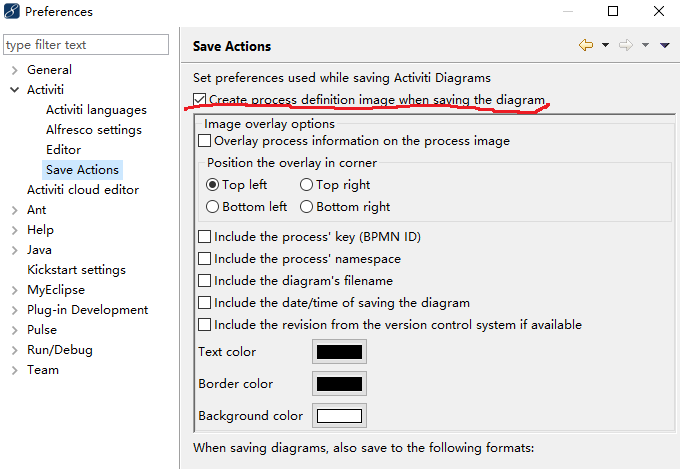 Preferences
type filter text
General
Activiti
Activiti languages
Alfresco settings
Editor
Save Actions
Activiti cloud editor
Ant
Help
Java
Kickstart settings
MyEclipse
Plug-in Development
Pulse
Run/Debug
Team
Save Actions
Set preferences used while saving Activiti Diagrams
Create process definition image when saving the diagram
Image overlay options
Overlay process information on the process image
Position the overlay in corner
Top left Top right
Bottom left Bottom right
Include the process' key (BPMN ID)
Include the process' namespace
Include the diagram's filename
Include the date/time of saving the diagram
Include the revision from the version control system if available
Text color
Border color
Background color
When saving diagrams, also save to the following formats: